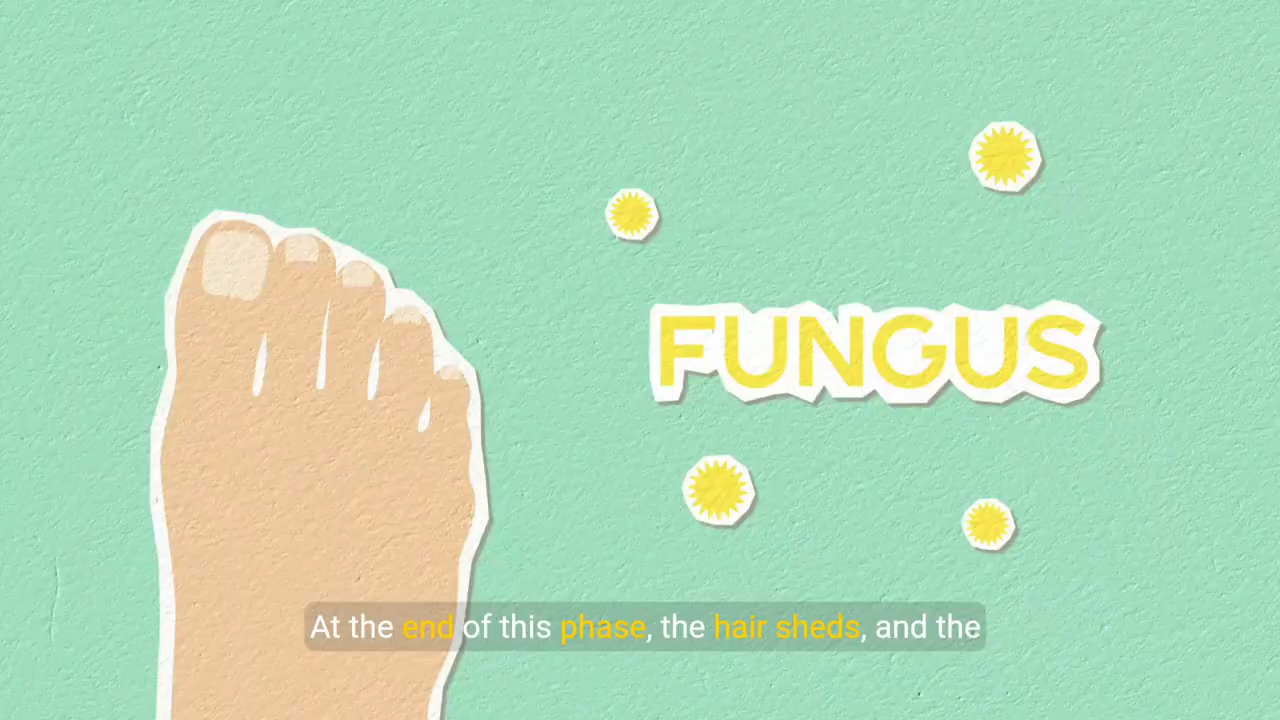 FUNGUS
At the end of this phase, the hair sheds, and the